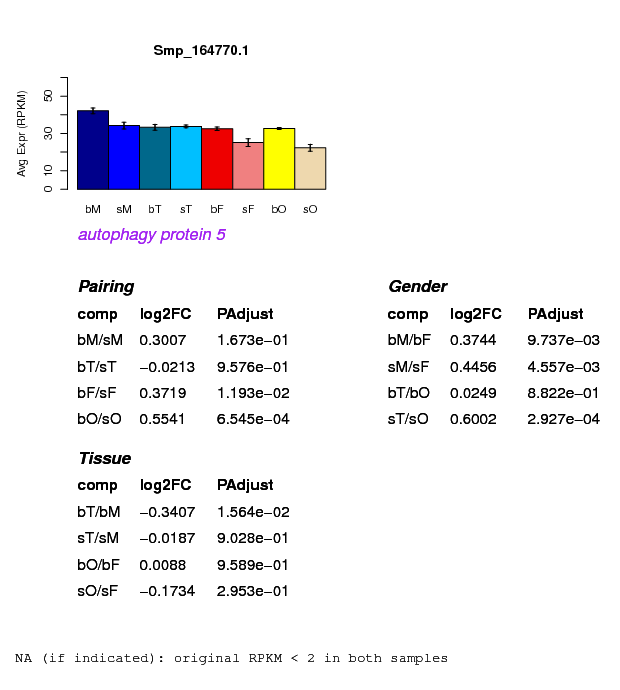 Smp_164770.1
Avg Expr (RPKM)
50
30
10
0
bM sM bT sT bF sF bO sO
autophagy protein 5
Pairing
comp log2FC PAdjust
bM/sM 0.3007 1.673e−01
bT/sT −0.0213 9.576e−01
bF/sF 0.3719 1.193e−02
bO/sO 0.5541 6.545e−04
Gender
comp log2FC PAdjust
bM/bF 0.3744 9.737e−03
sM/sF 0.4456 4.557e−03
bT/bO 0.0249 8.822e−01
sT/sO 0.6002 2.927e−04
Tissue
comp log2FC PAdjust
bT/bM −0.3407 1.564e−02
sT/sM −0.0187 9.028e−01
bO/bF 0.0088 9.589e−01
sO/sF −0.1734 2.953e−01
NA (if indicated): original RPKM < 2 in both samples